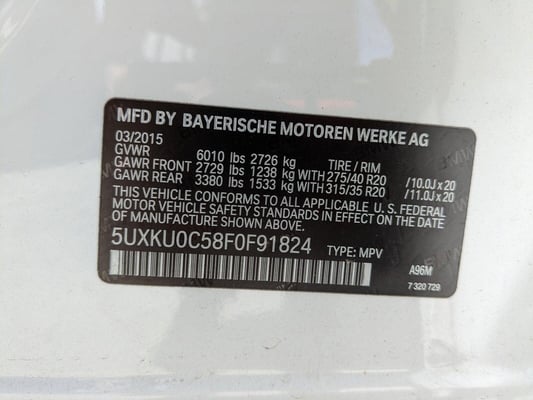 MFD BY BAYERISCHE MOTOREN WERKE AG
03/2015
GVWR 6010 lbs 2726 kg TIRE / RIM
GAWR FRONT 2729 lbs 1238 kg WITH 275/40 R20 /10.0J x 20
GAWR REAR 3380 lbs 1533 kg WITH 315/35 R20 /11.0J x 20
THIS VEHICLE CONFORMS TO ALL APPLICABLE U. S. FEDERAL
MOTOR VEHICLE SAFETY STANDARDS IN EFFECT ON THE DATE
OF MANUFACTURE SHOWN ABOVE.
5UXKU0C58F0F91824 TYPE: MPV
A96M
7 320 729